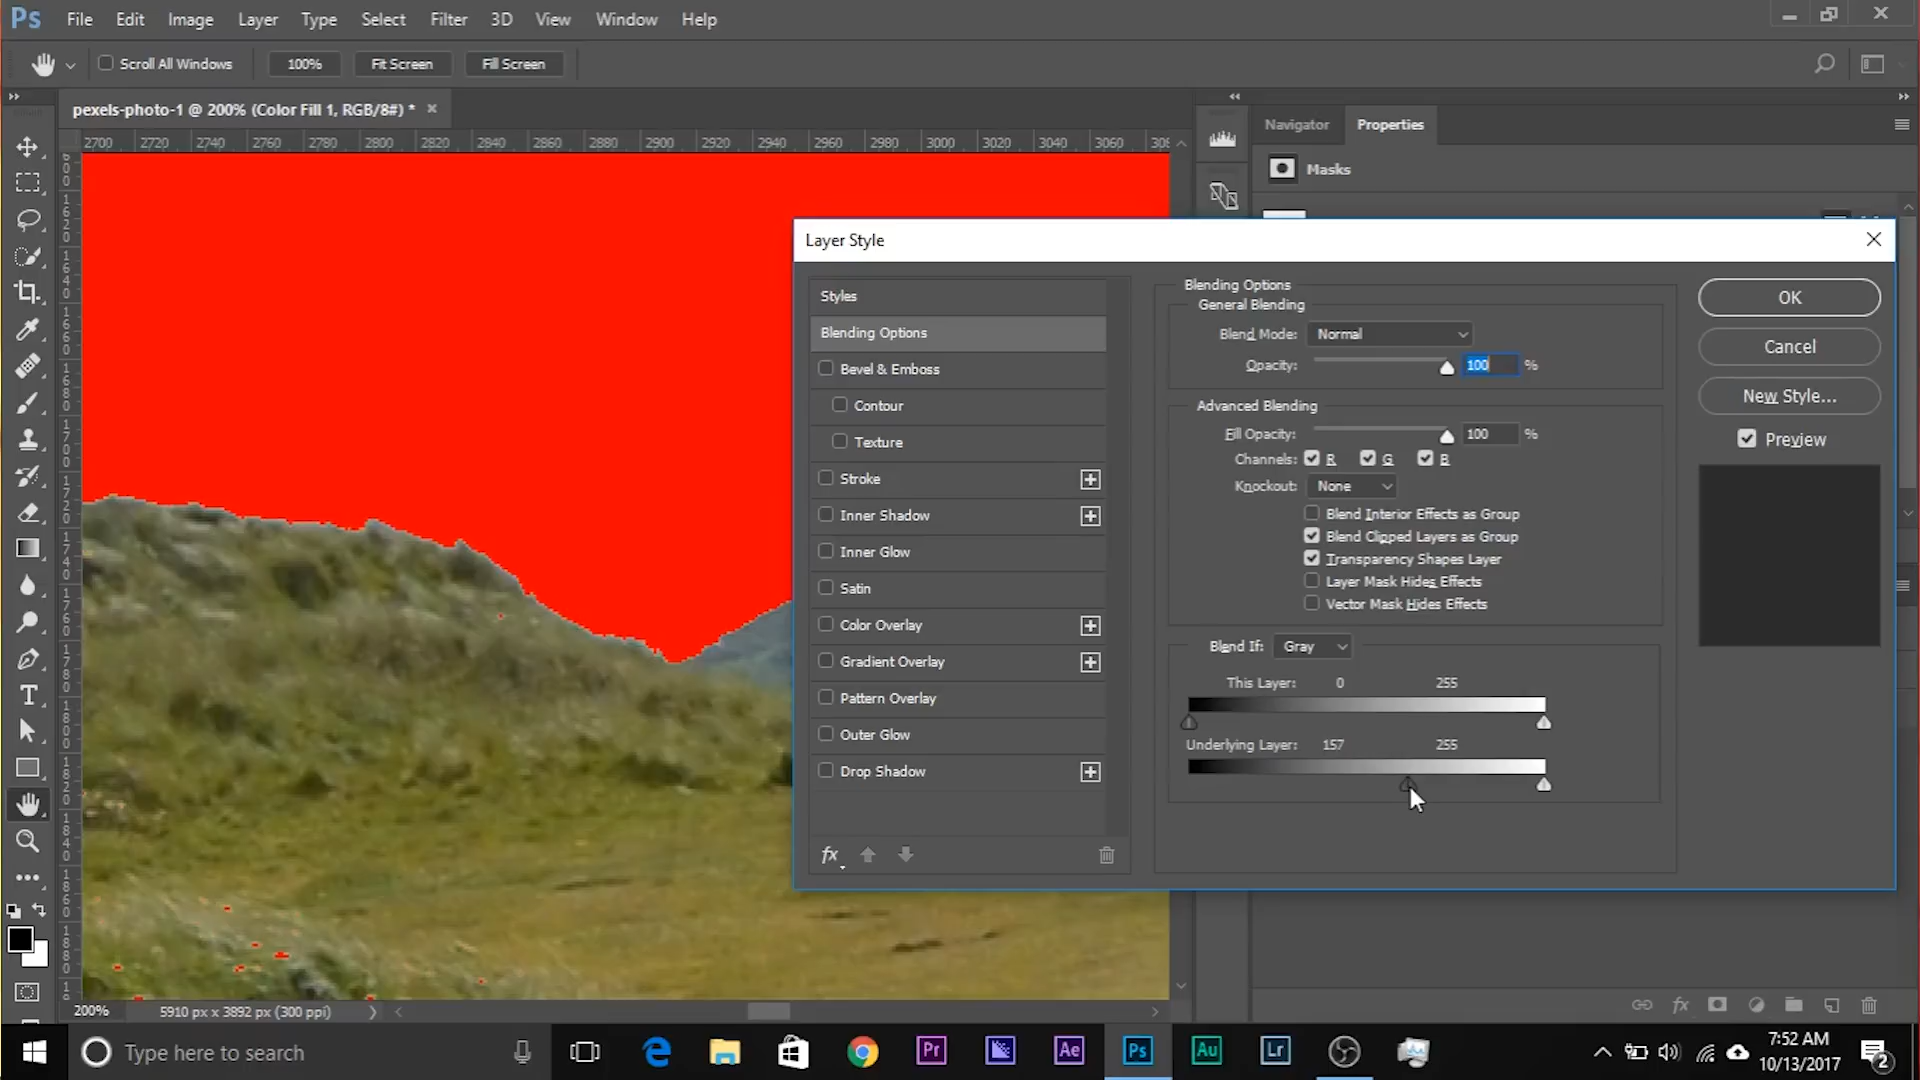 Ps File Edit Image Layer Type Select Filter 3D View Window Help
Scroll All Windows 100% Fit Screen Fill Screen
pexels-photo-1 @ 200% (Color Fill 1, RGB/8#) *
Navigator Properties
2700 2720 2740 2760 2780 2800 2820 2840 2860 2880 2900 2920 2940 2960 2980 3000 3020 3040 3060
Masks
Layer Style
Styles
Blending Options
Bevel & Emboss
Contour
Texture
Stroke
Inner Shadow
Inner Glow
Satin
Color Overlay
Gradient Overlay
Pattern Overlay
Outer Glow
Drop Shadow
fx
Blending Options
General Blending
Blend Mode: Normal
Opacity: 100 %
Advanced Blending
Fill Opacity: 100 %
Channels: R G B
Knockout: None
Blend Interior Effects as Group
Blend Clipped Layers as Group
Transparency Shapes Layer
Layer Mask Hides Effects
Vector Mask Hides Effects
Blend If: Gray
This Layer: 0 255
Underlying Layer: 157 255
OK
Cancel
New Style...
Preview
200% 5910 px x 3892 px (300 ppi)
fx
Type here to search
Pr Ae Ps Au Lr
7:52 AM
10/13/2017
2